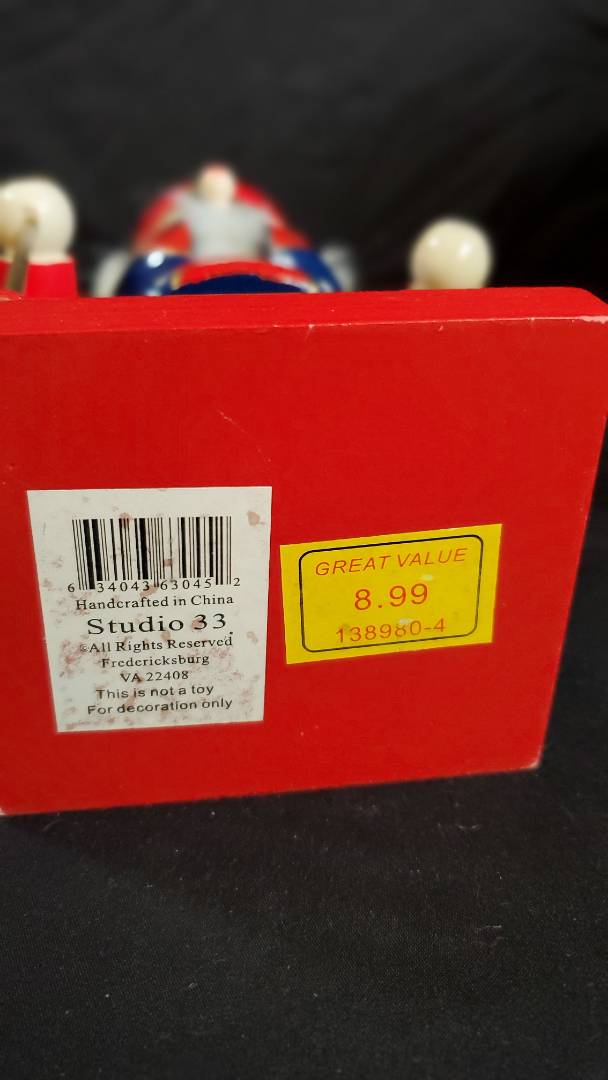 6 34043 63045 2
Handcrafted in China
Studio 33.
©All Rights Reserved
Fredericksburg
VA 22408
This is not a toy
For decoration only
GREAT VALUE
8.99
138980-4